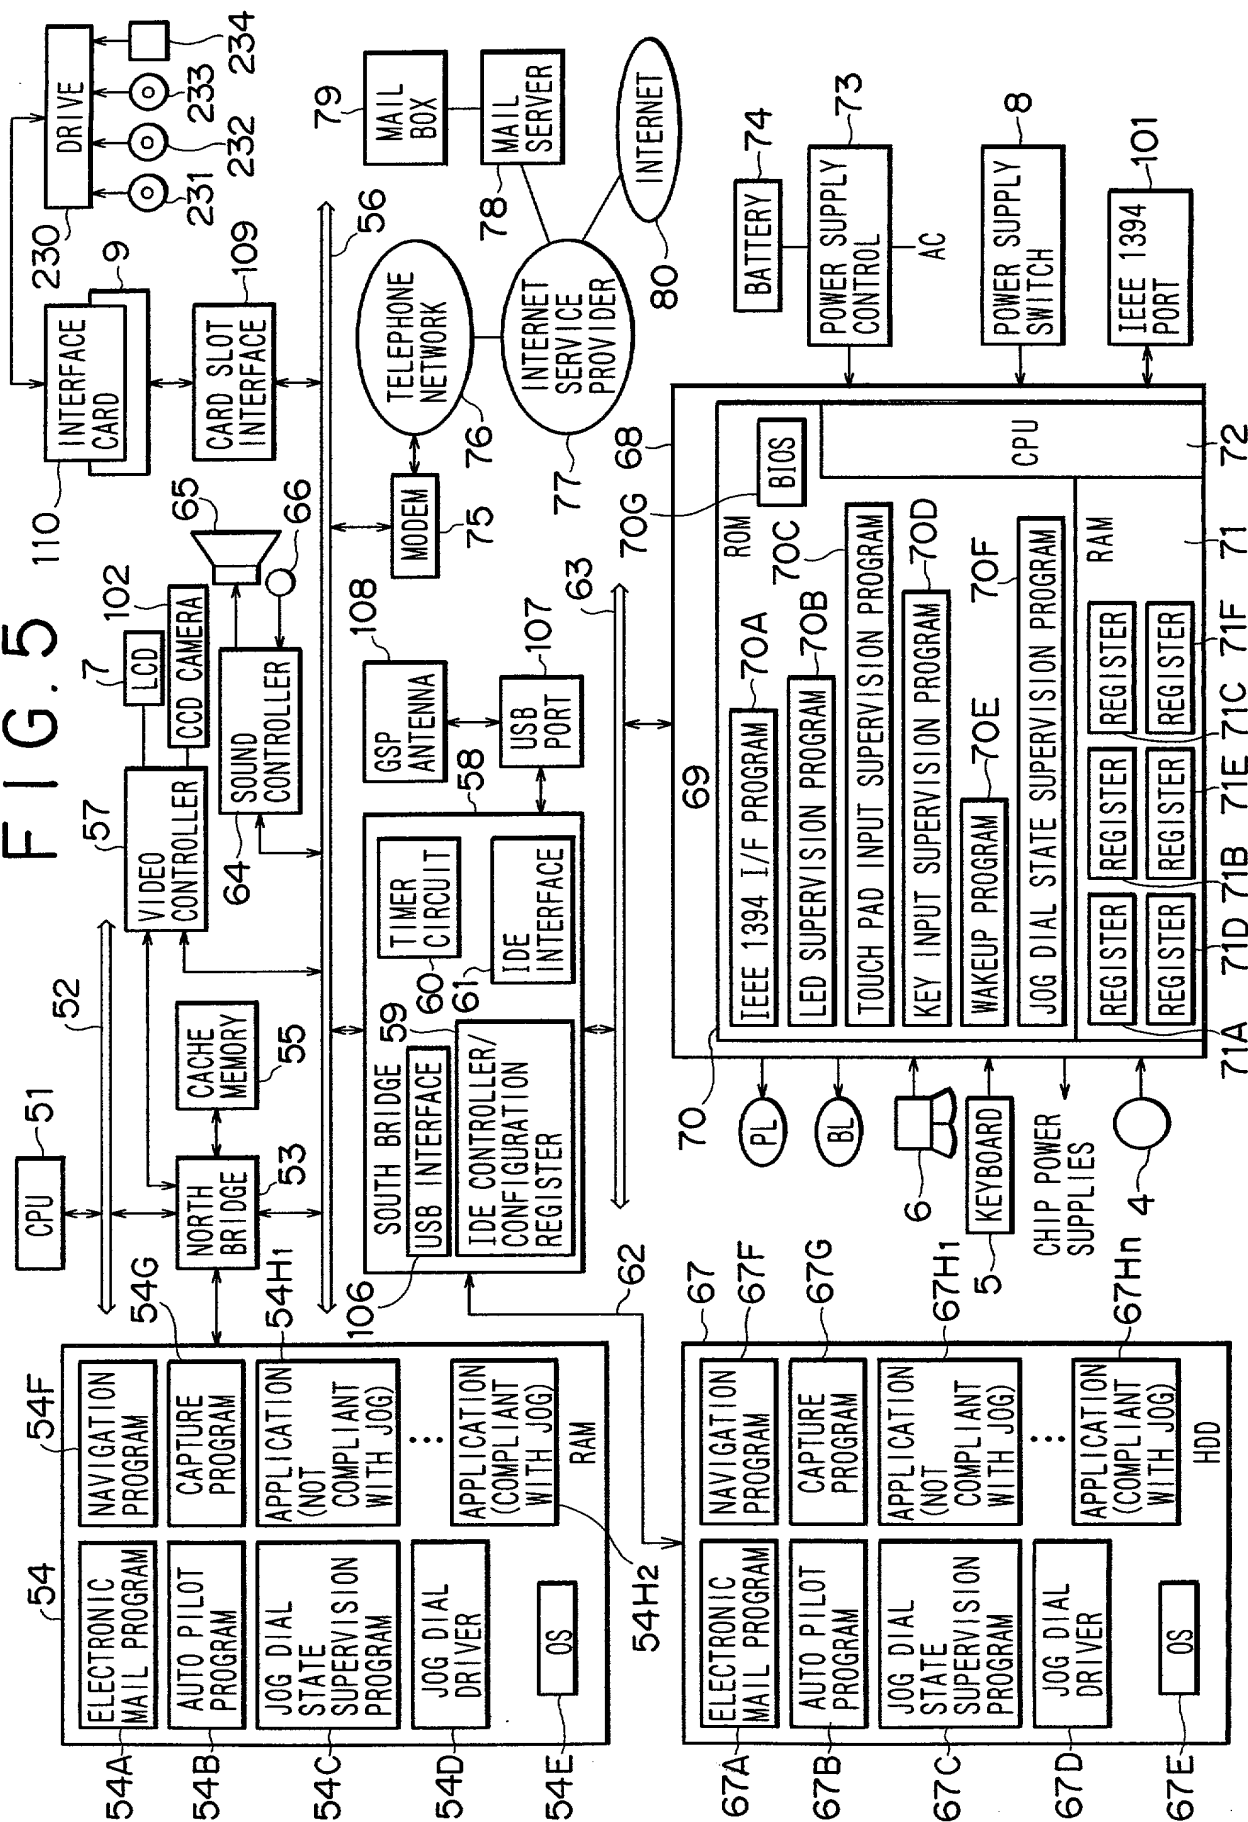 FIG. 5
CPU
51
52
NORTH
BRIDGE
53
CACHE
MEMORY
55
VIDEO
CONTROLLER
57
LCD
7
CCD CAMERA
102
SOUND
CONTROLLER
64
65
66
INTERFACE
CARD
110
9
CARD SLOT
INTERFACE
109
DRIVE
230
231
232
233
234
56
54
ELECTRONIC
MAIL PROGRAM
54A
NAVIGATION
PROGRAM
54F
AUTO PILOT
PROGRAM
54B
CAPTURE
PROGRAM
54G
JOG DIAL
STATE
SUPERVISION
PROGRAM
54C
APPLICATION
(NOT
COMPLIANT
WITH JOG)
54H1
JOG DIAL
DRIVER
54D
APPLICATION
(COMPLIANT
WITH JOG)
54H2
OS
54E
RAM
SOUTH BRIDGE
58
USB INTERFACE
106
IDE CONTROLLER/
CONFIGURATION
REGISTER
59
TIMER
CIRCUIT
60
IDE
INTERFACE
61
62
GSP
ANTENNA
108
USB
PORT
107
63
MODEM
75
TELEPHONE
NETWORK
76
INTERNET
SERVICE
PROVIDER
77
MAIL
SERVER
78
MAIL
BOX
79
INTERNET
80
67
ELECTRONIC
MAIL PROGRAM
67A
NAVIGATION
PROGRAM
67F
AUTO PILOT
PROGRAM
67B
CAPTURE
PROGRAM
67G
JOG DIAL
STATE
SUPERVISION
PROGRAM
67C
APPLICATION
(NOT
COMPLIANT
WITH JOG)
67H1
JOG DIAL
DRIVER
67D
APPLICATION
(COMPLIANT
WITH JOG)
67Hn
OS
67E
HDD
PL
BL
6
KEYBOARD
5
CHIP POWER
SUPPLIES
4
68
69
70
ROM
IEEE 1394 I/F PROGRAM
70A
LED SUPERVISION PROGRAM
70B
TOUCH PAD INPUT SUPERVISION PROGRAM
70C
KEY INPUT SUPERVISION PROGRAM
70D
WAKEUP PROGRAM
70E
JOG DIAL STATE SUPERVISION PROGRAM
70F
BIOS
70G
CPU
72
RAM
71
REGISTER
71A
REGISTER
71B
REGISTER
71C
REGISTER
71D
REGISTER
71E
REGISTER
71F
BATTERY
74
POWER SUPPLY
CONTROL
73
AC
POWER SUPPLY
SWITCH
8
IEEE 1394
PORT
101